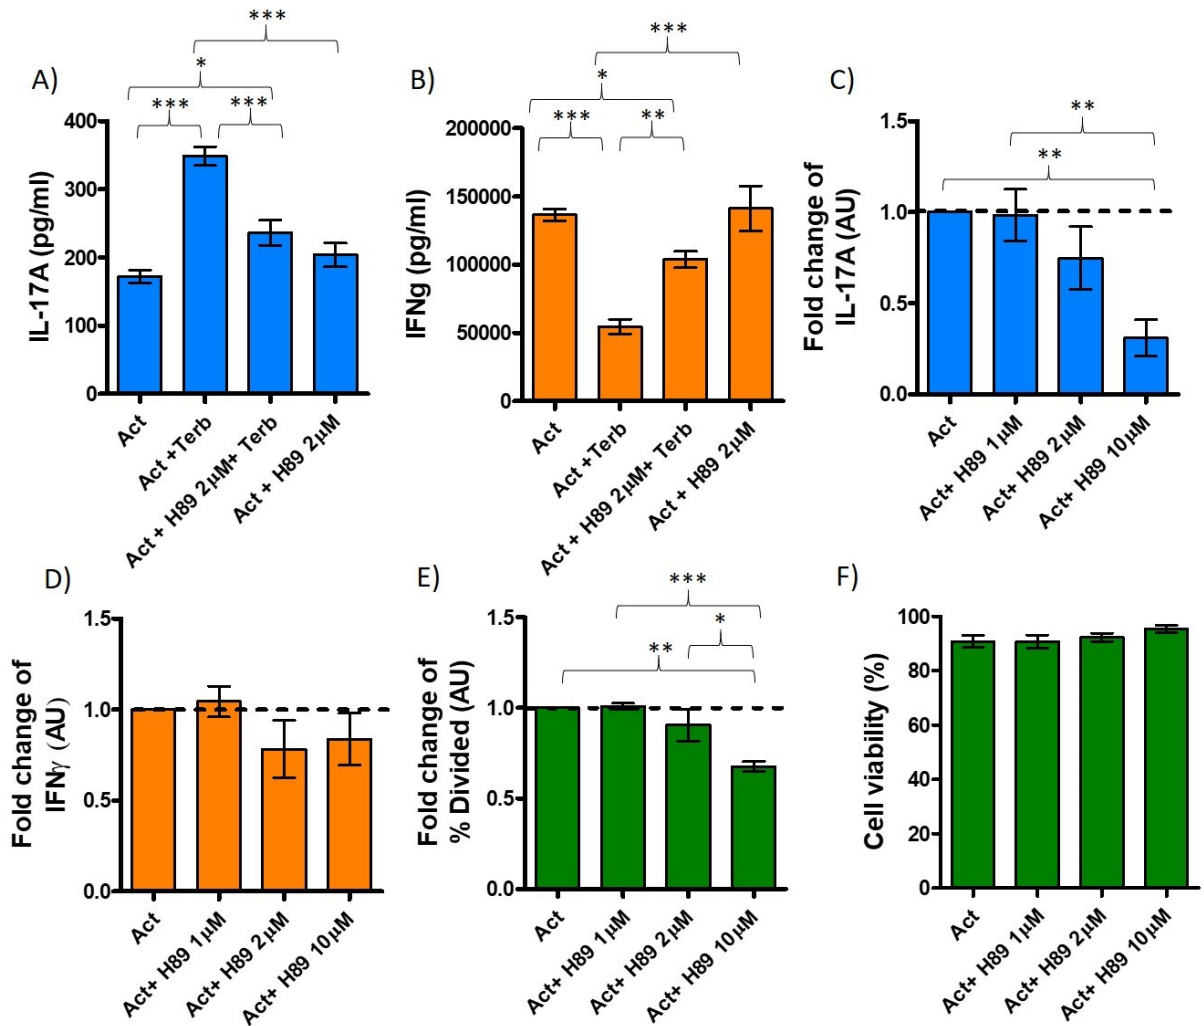 A)
***
*
***
***
IL-17A (pg/ml)
400
300
200
100
0
Act
Act +Terb
Act + H89 2μM+ Terb
Act + H89 2μM
B)
***
*
***
**
IFNg (pg/ml)
200000
150000
100000
50000
0
Act
Act +Terb
Act + H89 2μM+ Terb
Act + H89 2μM
C)
**
**
Fold change of
IL-17A (AU)
1.5
1.0
0.5
0.0
Act
Act+ H89 1μM
Act+ H89 2μM
Act+ H89 10μM
D)
Fold change of
IFNγ (AU)
1.5
1.0
0.5
0.0
Act
Act+ H89 1μM
Act+ H89 2μM
Act+ H89 10μM
E)
***
*
**
Fold change of
% Divided (AU)
1.5
1.0
0.5
0.0
Act
Act+ H89 1μM
Act+ H89 2μM
Act+ H89 10μM
F)
Cell viability (%)
100
80
60
40
20
0
Act
Act+ H89 1μM
Act+ H89 2μM
Act+ H89 10μM